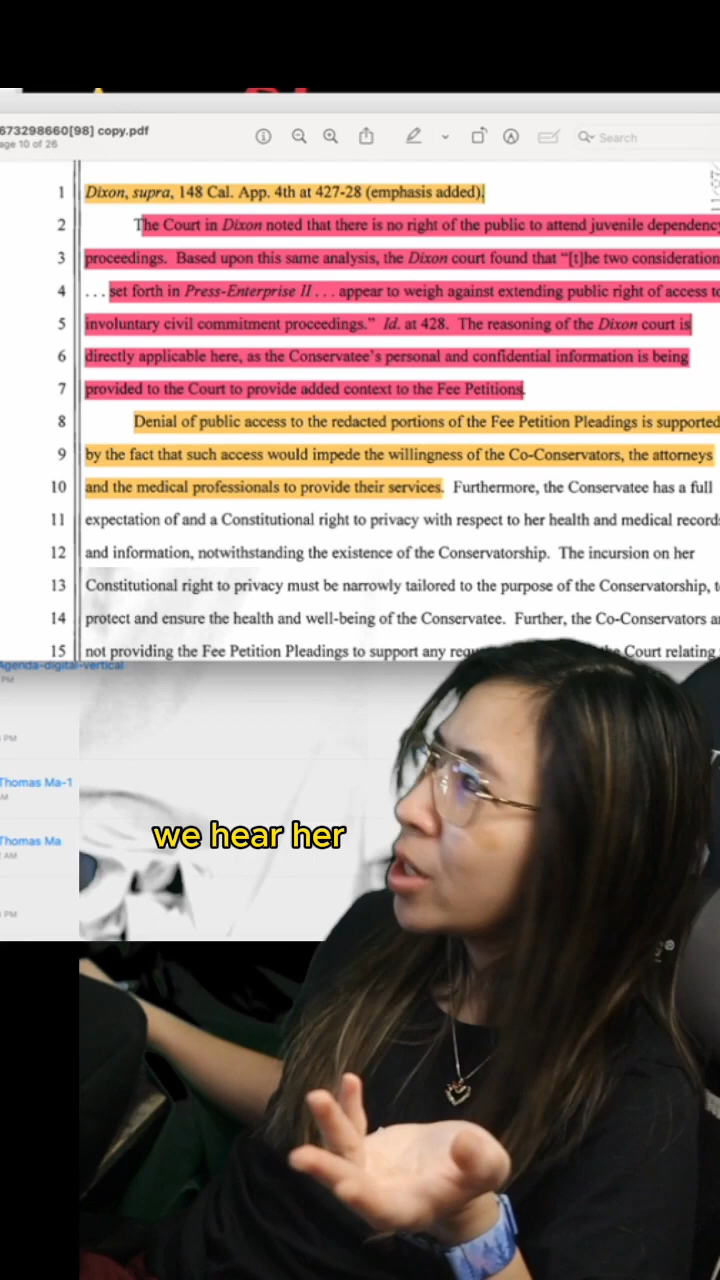 673298660[98] copy.pdf
age 10 of 26
Search
1 Dixon, supra, 148 Cal. App. 4th at 427-28 (emphasis added).
2 The Court in Dixon noted that there is no right of the public to attend juvenile dependency
3 proceedings. Based upon this same analysis, the Dixon court found that “[t]he two consideration
4 . . . set forth in Press-Enterprise II . . . appear to weigh against extending public right of access to
5 involuntary civil commitment proceedings.” Id. at 428. The reasoning of the Dixon court is
6 directly applicable here, as the Conservatee’s personal and confidential information is being
7 provided to the Court to provide added context to the Fee Petitions.
8 Denial of public access to the redacted portions of the Fee Petition Pleadings is supported
9 by the fact that such access would impede the willingness of the Co-Conservators, the attorneys
10 and the medical professionals to provide their services. Furthermore, the Conservatee has a full
11 expectation of and a Constitutional right to privacy with respect to her health and medical records
12 and information, notwithstanding the existence of the Conservatorship. The incursion on her
13 Constitutional right to privacy must be narrowly tailored to the purpose of the Conservatorship, t
14 protect and ensure the health and well-being of the Conservatee. Further, the Co-Conservators a
15 not providing the Fee Petition Pleadings to support any Court relating
Agenda-digital-vertical
PM
PM
Thomas Ma-1
AM
Thomas Ma
AM
PM
we hear her